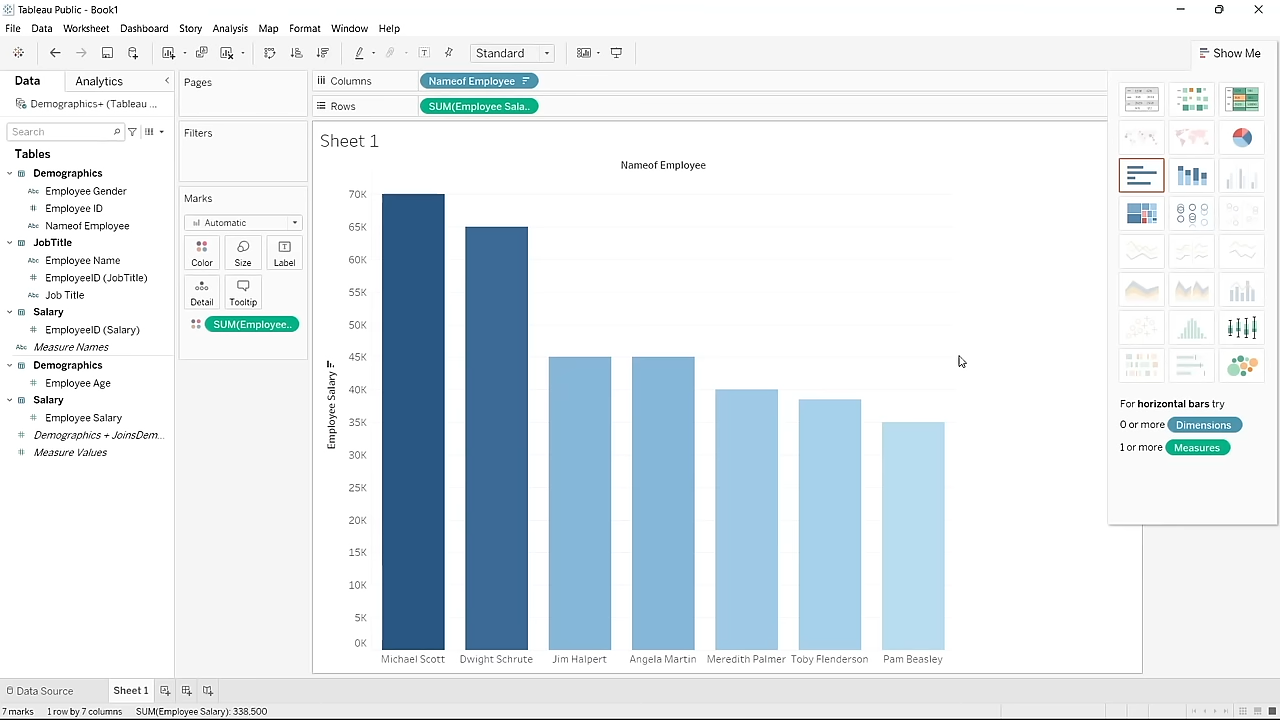 Tableau Public - Book1
File Data Worksheet Dashboard Story Analysis Map Format Window Help
Standard
Show Me
Data Analytics
Demographics+ (Tableau ...
Search
Tables
Demographics
Abc Employee Gender
# Employee ID
Abc Nameof Employee
JobTitle
Abc Employee Name
# EmployeeID (JobTitle)
Abc Job Title
Salary
# EmployeeID (Salary)
Abc Measure Names
Demographics
# Employee Age
Salary
# Employee Salary
# Demographics + JoinsDem...
# Measure Values
Pages
Filters
Marks
Automatic
Color Size Label
Detail Tooltip
SUM(Employee..
Columns Nameof Employee
Rows SUM(Employee Sala..
Sheet 1
Nameof Employee
Employee Salary
70K
65K
60K
55K
50K
45K
40K
35K
30K
25K
20K
15K
10K
5K
0K
Michael Scott Dwight Schrute Jim Halpert Angela Martin Meredith Palmer Toby Flenderson Pam Beasley
For horizontal bars try
0 or more Dimensions
1 or more Measures
Data Source Sheet 1
7 marks 1 row by 7 columns SUM(Employee Salary): 338,500